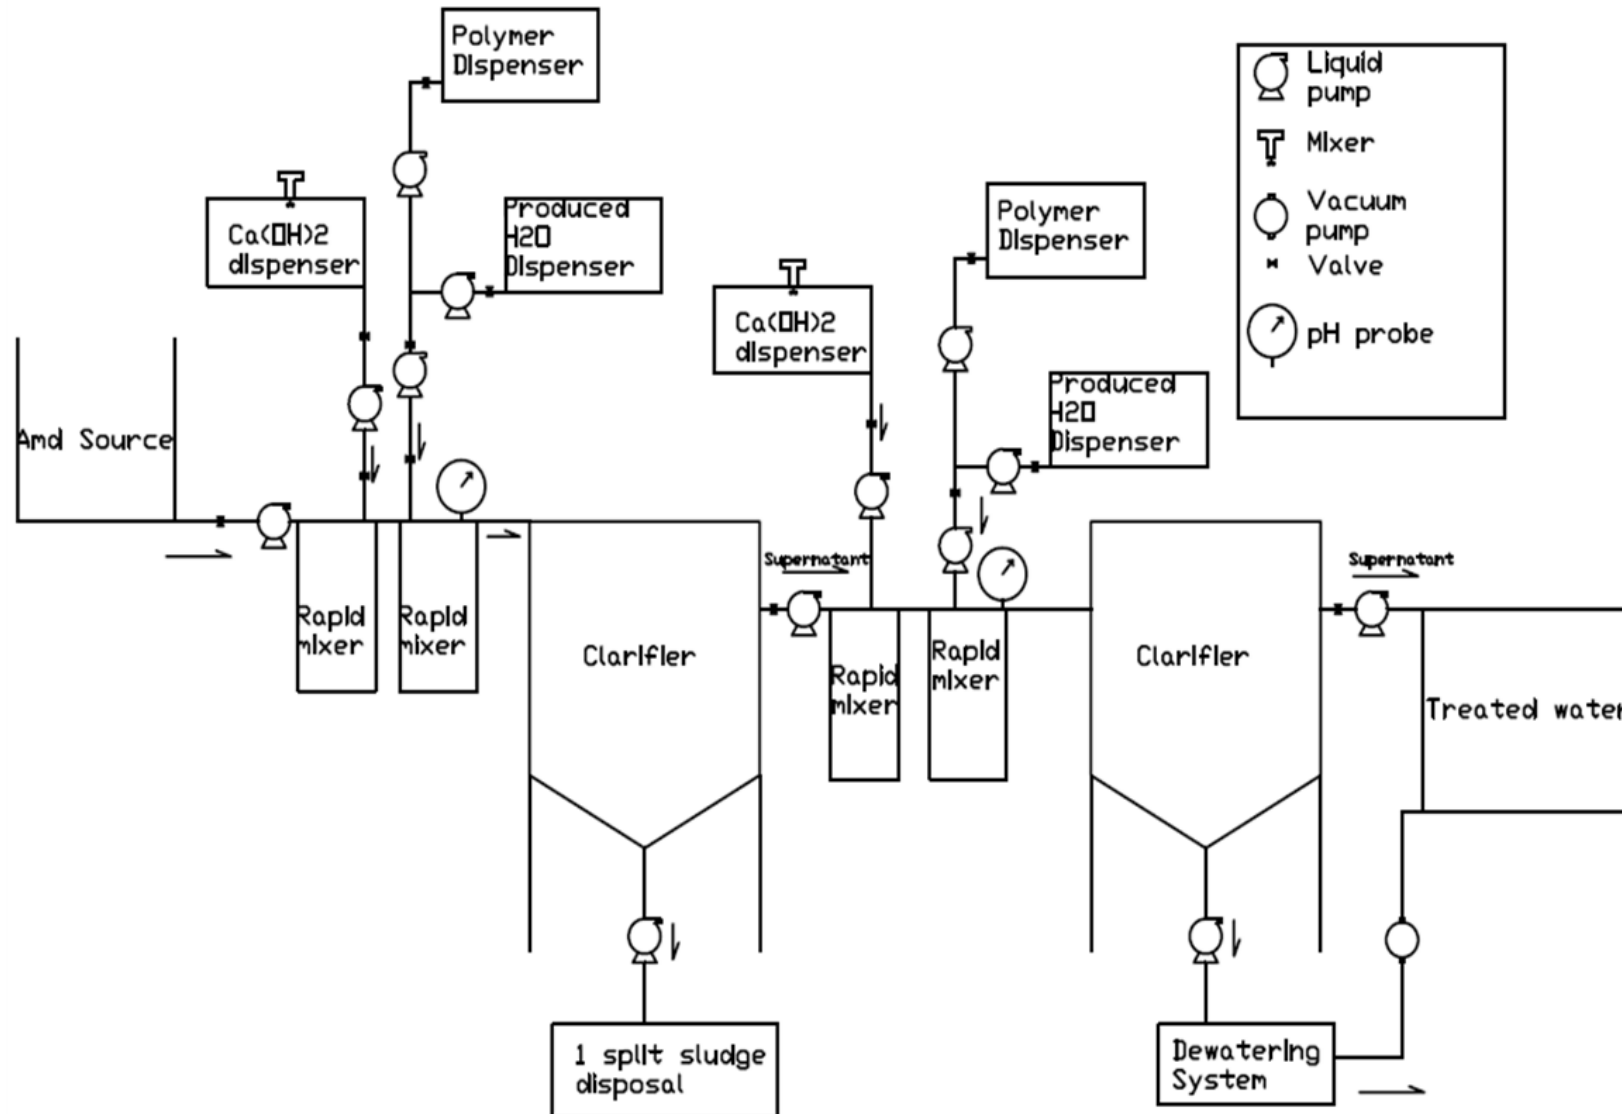 Polymer
Dispenser
Ca(OH)2
dispenser
Produced
H2O
Dispenser
Amd Source
Rapid
mixer
Rapid
mixer
Clarifier
1 split sludge
disposal
Supernatant
Ca(OH)2
dispenser
Polymer
Dispenser
Produced
H2O
Dispenser
Rapid
mixer
Rapid
mixer
Clarifier
Dewatering
System
Supernatant
Treated water
Liquid
pump
Mixer
Vacuum
pump
Valve
pH probe